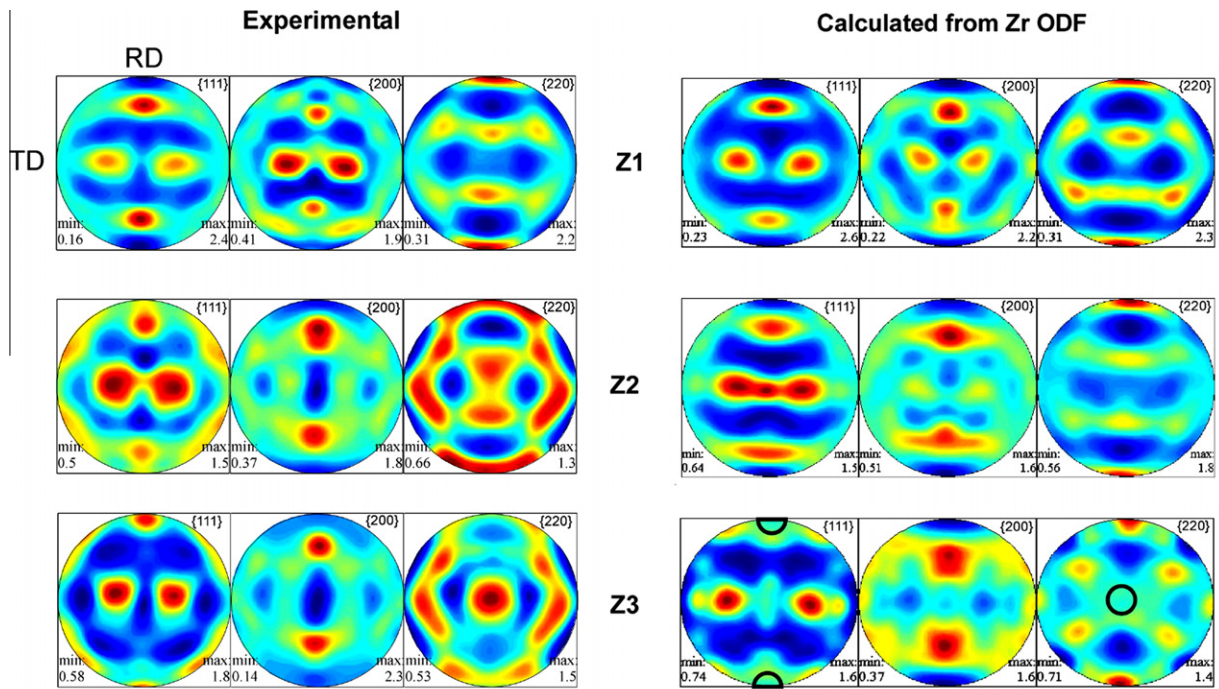 Experimental
Calculated from Zr ODF
RD
TD
{111} {200} {220}
min: 0.16 max: 2.4
min: 0.41 max: 1.9
min: 0.31 max: 2.2
Z1
{111} {200} {220}
min: 0.23 max: 2.6
min: 0.22 max: 2.2
min: 0.31 max: 2.3
{111} {200} {220}
min: 0.5 max: 1.5
min: 0.37 max: 1.8
min: 0.66 max: 1.3
Z2
{111} {200} {220}
min: 0.64 max: 1.5
min: 0.51 max: 1.6
min: 0.56 max: 1.8
{111} {200} {220}
min: 0.58 max: 1.8
min: 0.14 max: 2.3
min: 0.53 max: 1.5
Z3
{111} {200} {220}
min: 0.74 max: 1.6
min: 0.37 max: 1.6
min: 0.71 max: 1.4